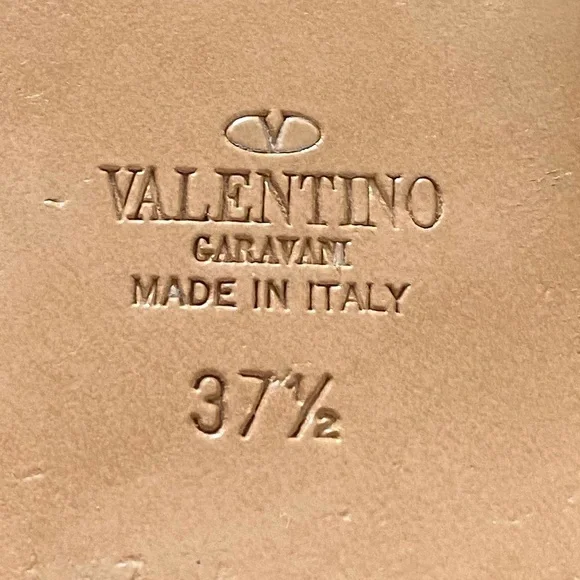 V
VALENTINO
GARAVANI
MADE IN ITALY
37½